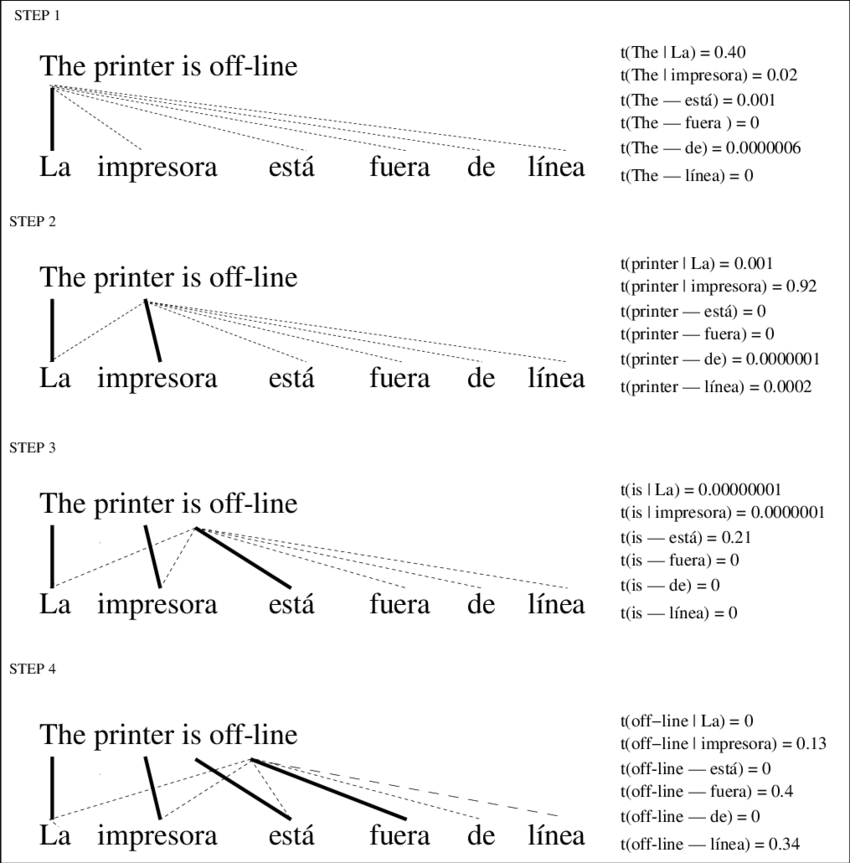 STEP 1
The printer is off-line
La impresora está fuera de línea
t(The | La) = 0.40
t(The | impresora) = 0.02
t(The — está) = 0.001
t(The — fuera ) = 0
t(The — de) = 0.0000006
t(The — línea) = 0
STEP 2
The printer is off-line
La impresora está fuera de línea
t(printer | La) = 0.001
t(printer | impresora) = 0.92
t(printer — está) = 0
t(printer — fuera) = 0
t(printer — de) = 0.0000001
t(printer — línea) = 0.0002
STEP 3
The printer is off-line
La impresora está fuera de línea
t(is | La) = 0.00000001
t(is | impresora) = 0.0000001
t(is — está) = 0.21
t(is — fuera) = 0
t(is — de) = 0
t(is — línea) = 0
STEP 4
The printer is off-line
La impresora está fuera de línea
t(off−line | La) = 0
t(off−line | impresora) = 0.13
t(off-line — está) = 0
t(off-line — fuera) = 0.4
t(off-line — de) = 0
t(off-line — línea) = 0.34